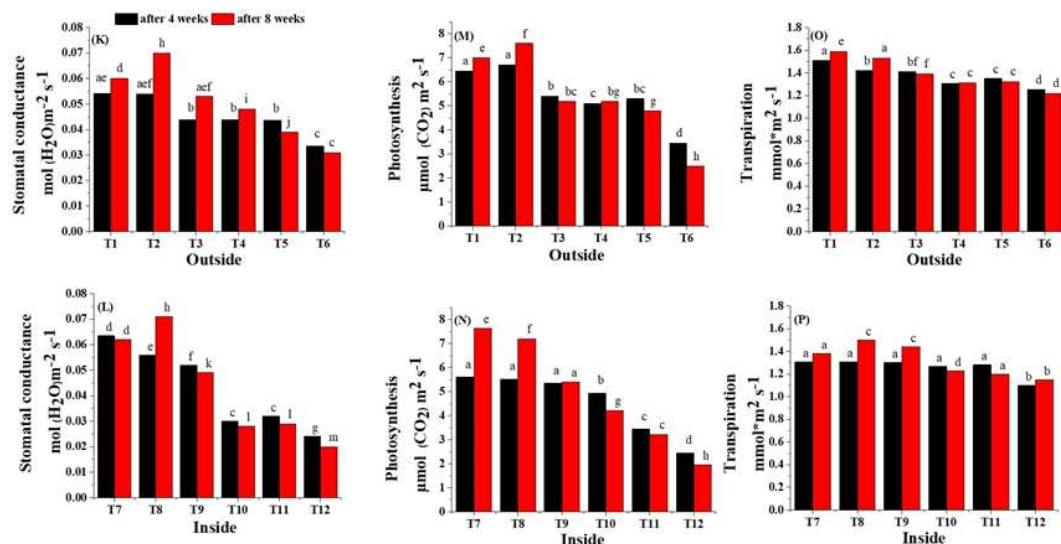 after 4 weeks after 8 weeks
(K)
Stomatal conductance
mol (H2O)m-2 s-1
0.08
0.07
0.06
0.05
0.04
0.03
0.02
0.01
0.00
ae d aef h b aef b i b j c c
T1 T2 T3 T4 T5 T6
Outside
(M)
Photosynthesis
µmol (CO2) m2 s-1
8
7
6
5
4
3
2
1
0
a e a f b bc c bg bc g d h
T1 T2 T3 T4 T5 T6
Outside
(O)
Transpiration
mmol*m2 s-1
1.8
1.6
1.4
1.2
1.0
0.8
0.6
0.4
0.2
0.0
a e b a bf f c c c c d d
T1 T2 T3 T4 T5 T6
Outside
(L)
Stomatal conductance
mol (H2O)m-2 s-1
0.08
0.07
0.06
0.05
0.04
0.03
0.02
0.01
0.00
d d e h f k c l c l g m
T7 T8 T9 T10 T11 T12
Inside
(N)
Photosynthesis
µmol (CO2) m2 s-1
8
7
6
5
4
3
2
1
0
a e a f a a b g c c d h
T7 T8 T9 T10 T11 T12
Inside
(P)
Transpiration
mmol*m2 s-1
1.8
1.6
1.4
1.2
1.0
0.8
0.6
0.4
0.2
0.0
a a a c a c a d a a b b
T7 T8 T9 T10 T11 T12
Inside